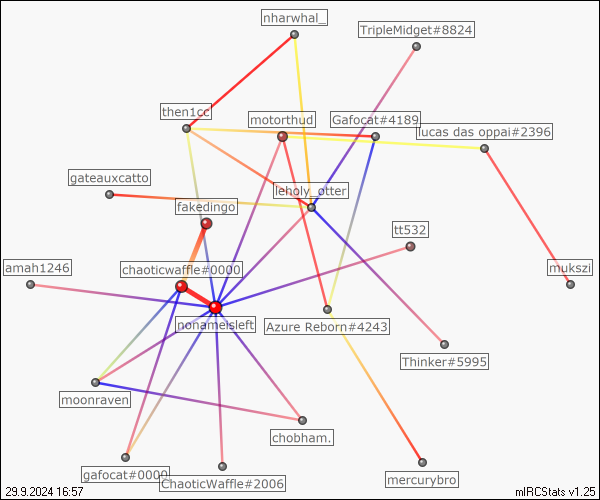 nharwhal_
TripleMidget#8824
then1cc
motorthud
Gafocat#4189
lucas das oppai#2396
gateauxcatto
leholy_otter
fakedingo
tt532
amah1246
chaoticwaffle#0000
mukszi
nonameisleft
Azure Reborn#4243
Thinker#5995
moonraven
chobham.
gafocat#0000
ChaoticWaffle#2006
mercurybro
29.9.2024 16:57
mIRCStats v1.25